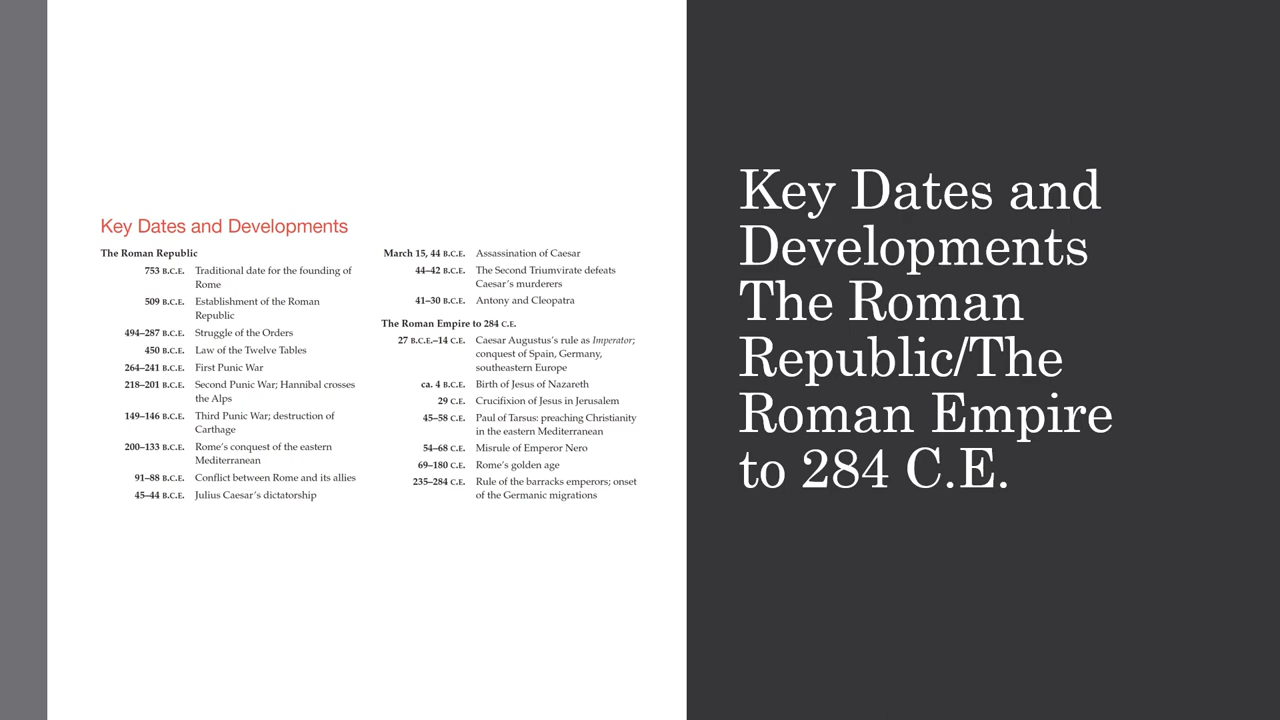 Key Dates and Developments
The Roman Republic
753 B.C.E. Traditional date for the founding of
Rome
509 B.C.E. Establishment of the Roman
Republic
494–287 B.C.E. Struggle of the Orders
450 B.C.E. Law of the Twelve Tables
264–241 B.C.E. First Punic War
218–201 B.C.E. Second Punic War; Hannibal crosses
the Alps
149–146 B.C.E. Third Punic War; destruction of
Carthage
200–133 B.C.E. Rome’s conquest of the eastern
Mediterranean
91–88 B.C.E. Conflict between Rome and its allies
45–44 B.C.E. Julius Caesar’s dictatorship
March 15, 44 B.C.E. Assassination of Caesar
44–42 B.C.E. The Second Triumvirate defeats
Caesar’s murderers
41–30 B.C.E. Antony and Cleopatra
The Roman Empire to 284 C.E.
27 B.C.E.–14 C.E. Caesar Augustus’s rule as Imperator;
conquest of Spain, Germany,
southeastern Europe
ca. 4 B.C.E. Birth of Jesus of Nazareth
29 C.E. Crucifixion of Jesus in Jerusalem
45–58 C.E. Paul of Tarsus: preaching Christianity
in the eastern Mediterranean
54–68 C.E. Misrule of Emperor Nero
69–180 C.E. Rome’s golden age
235–284 C.E. Rule of the barracks emperors; onset
of the Germanic migrations
Key Dates and
Developments
The Roman
Republic/The
Roman Empire
to 284 C.E.